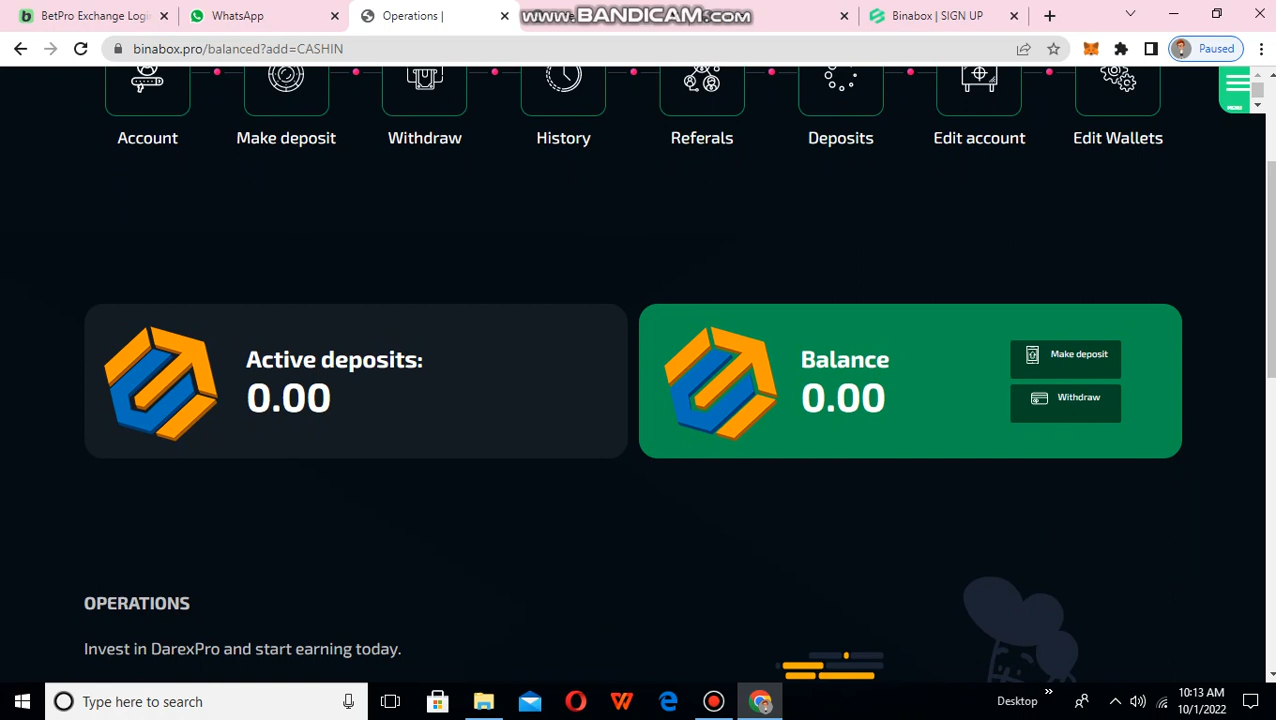 BetPro Exchange Login
WhatsApp
Operations |
www.BANDICAM.com
Binabox | SIGN UP
binabox.pro/balanced?add=CASHIN
Paused
MENU
Account
Make deposit
Withdraw
History
Referals
Deposits
Edit account
Edit Wallets
Active deposits:
0.00
Balance
0.00
Make deposit
Withdraw
OPERATIONS
Invest in DarexPro and start earning today.
Type here to search
Desktop
10:13 AM
10/1/2022